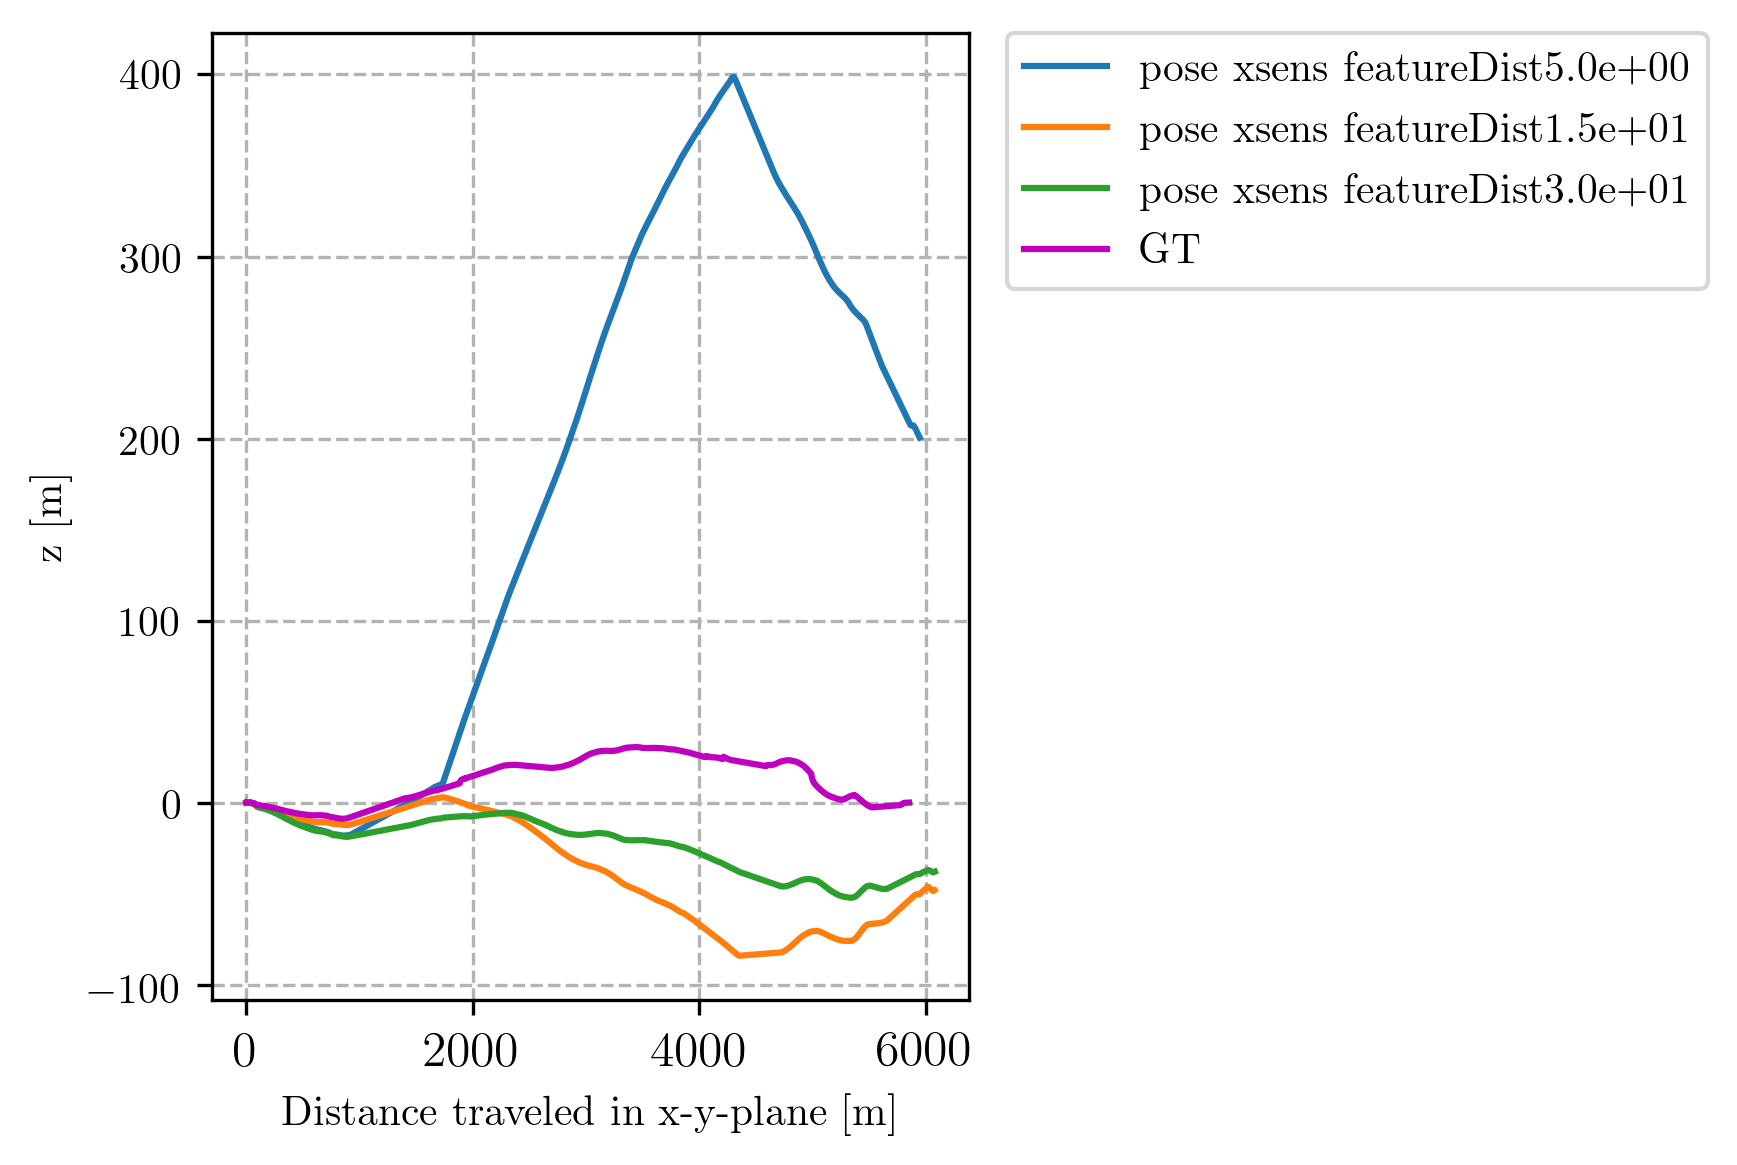 400
300
200
100
0
−100
z [m]
0 2000 4000 6000
Distance traveled in x-y-plane [m]
pose xsens featureDist5.0e+00
pose xsens featureDist1.5e+01
pose xsens featureDist3.0e+01
GT